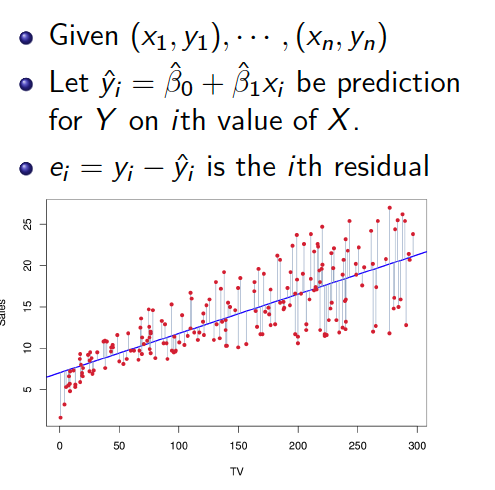 Given (x₁, y₁), ⋯ , (xₙ, yₙ)
Let ŷᵢ = β̂₀ + β̂₁xᵢ be prediction
for Y on ith value of X.
eᵢ = yᵢ − ŷᵢ is the ith residual
25
20
15
10
5
Sales
0 50 100 150 200 250 300
TV